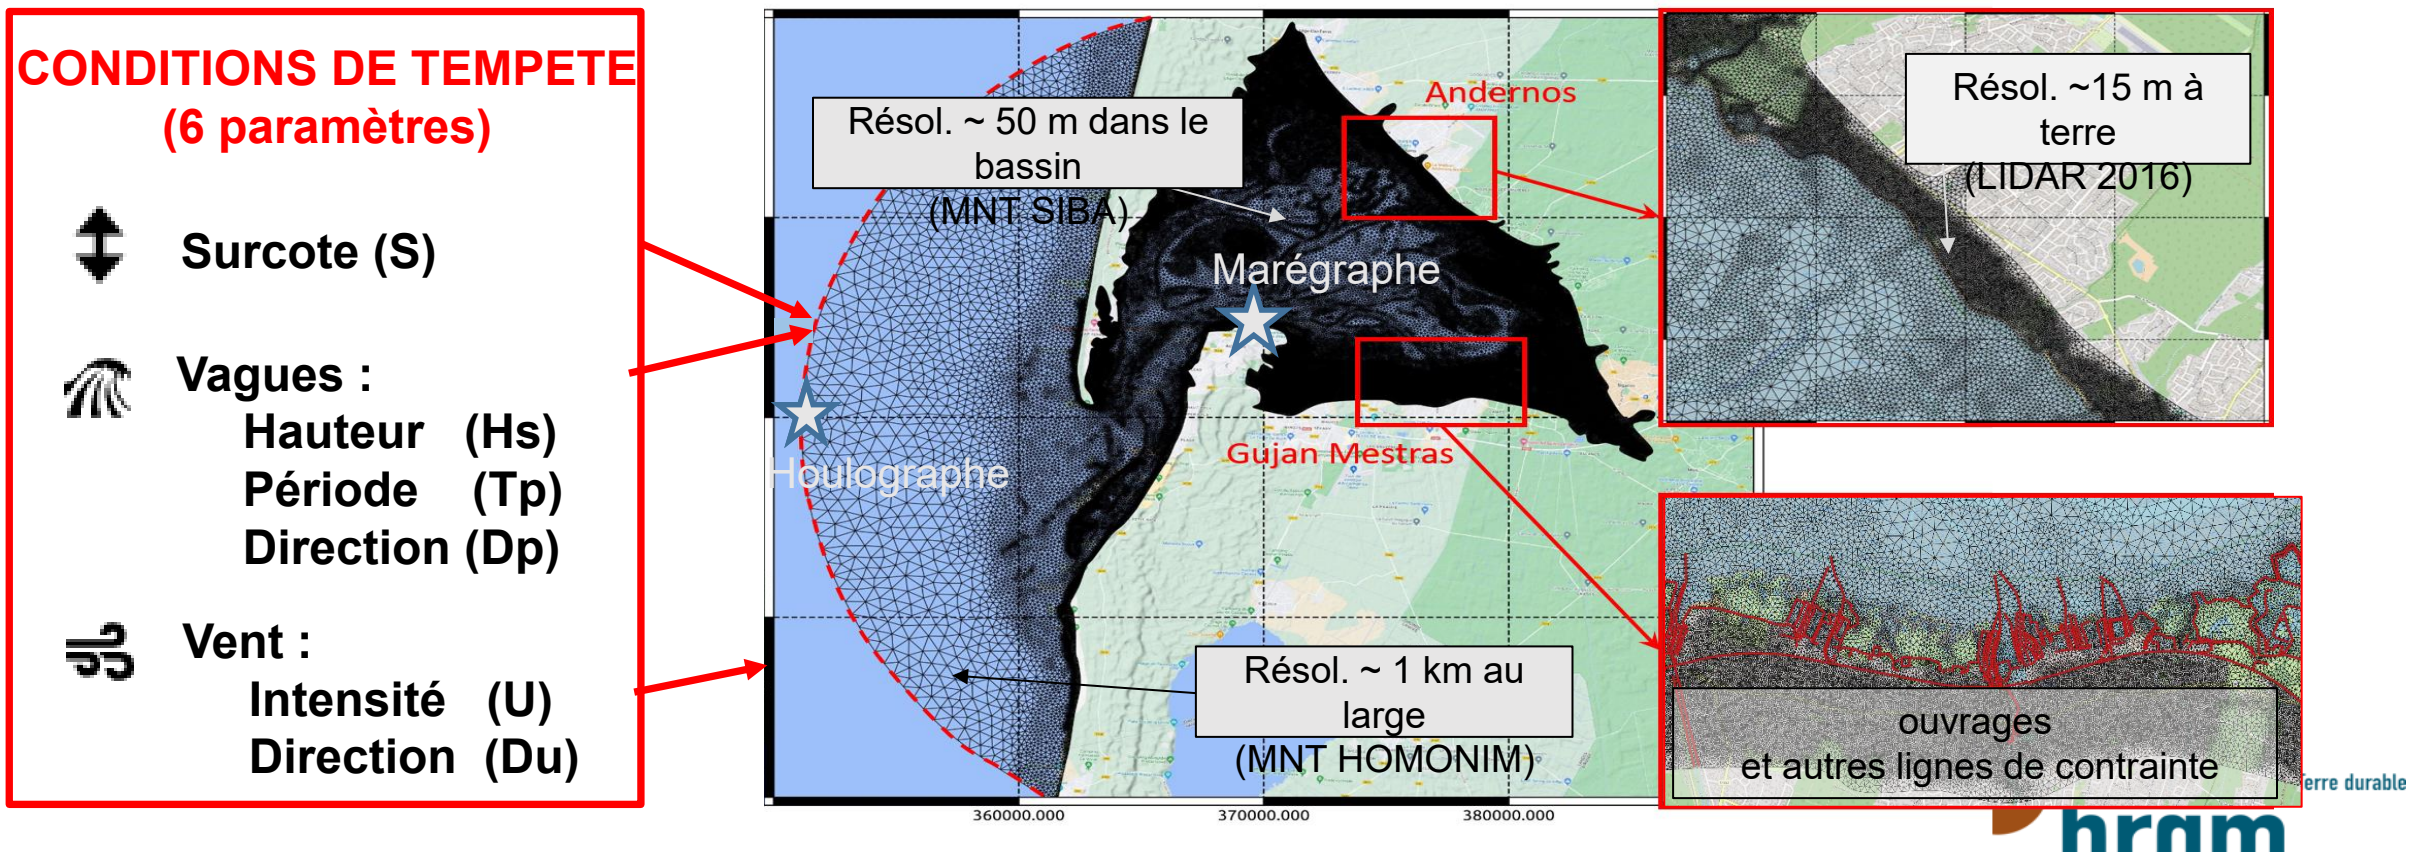 CONDITIONS DE TEMPETE
(6 paramètres)
Surcote (S)
Vagues :
Hauteur (Hs)
Période (Tp)
Direction (Dp)
Vent :
Intensité (U)
Direction (Du)
Résol. ~ 50 m dans le
bassin
(MNT SIBA)
Andernos
Marégraphe
Houlographe
Gujan Mestras
Résol. ~ 1 km au
large
(MNT HOMONIM)
360000.000
370000.000
380000.000
Résol. ~15 m à
terre
(LIDAR 2016)
ouvrages
et autres lignes de contrainte
erre durable
brgm